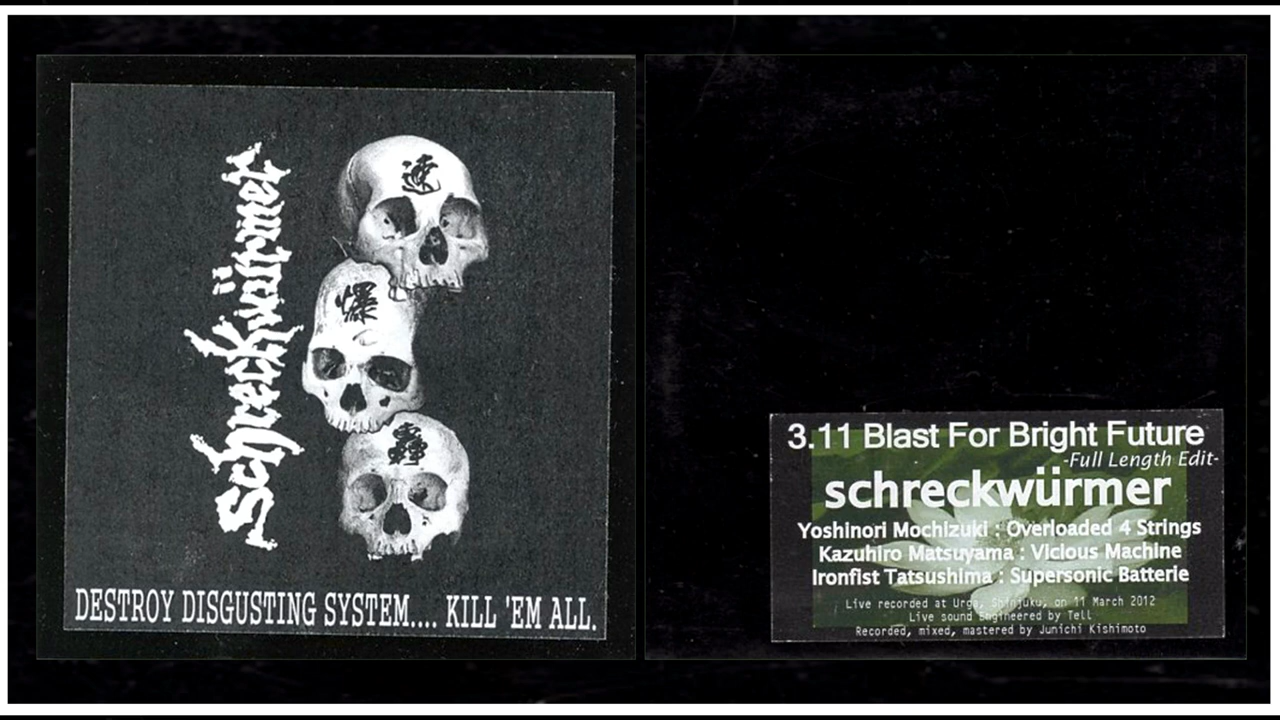 Schreckwürmer
爆
DESTROY DISGUSTING SYSTEM.... KILL 'EM ALL.
3.11 Blast For Bright Future
-Full Length Edit-
schreckwürmer
Yoshinori Mochizuki : Overloaded 4 Strings
Kazuhiro Matsuyama : Vicious Machine
Ironfist Tatsushima : Supersonic Batterie
Live recorded at Urga, Shinjuku, on 11 March 2012
Live sound Engineered by Tell
Recorded, mixed, mastered by Junichi Kishimoto